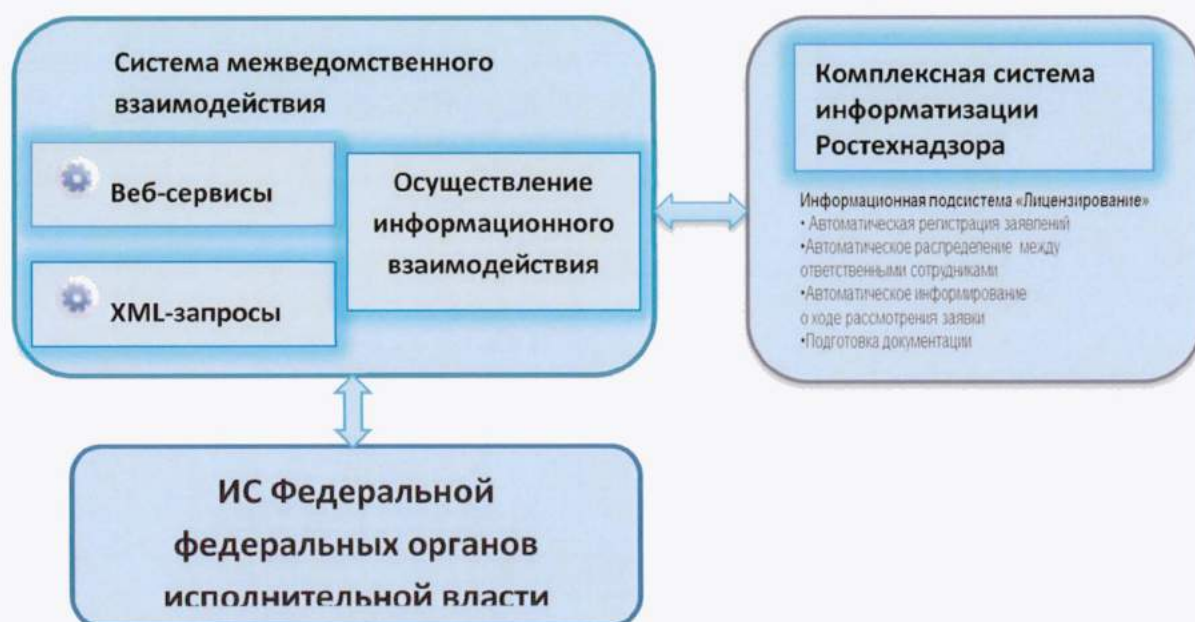 Система межведомственного
взаимодействия
Веб-сервисы
XML-запросы
Осуществление
информационного
взаимодействия
Комплексная система
информатизации
Ростехнадзора
Информационная подсистема «Лицензирование»
• Автоматическая регистрация заявлений
•Автоматическое распределение между
ответственными сотрудниками
•Автоматическое информирование
о ходе рассмотрения заявки
•Подготовка документации
ИС Федеральной
федеральных органов
исполнительной власти